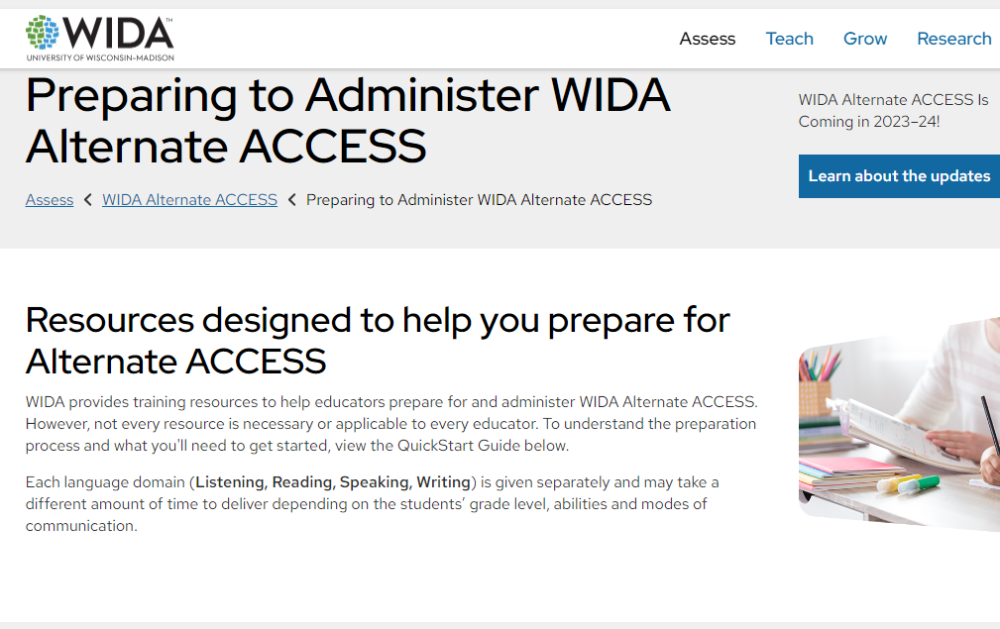 WIDA™
UNIVERSITY OF WISCONSIN–MADISON
Assess
Teach
Grow
Research
Preparing to Administer WIDA
Alternate ACCESS
Assess < WIDA Alternate ACCESS < Preparing to Administer WIDA Alternate ACCESS
WIDA Alternate ACCESS Is
Coming in 2023–24!
Learn about the updates
Resources designed to help you prepare for
Alternate ACCESS
WIDA provides training resources to help educators prepare for and administer WIDA Alternate ACCESS.
However, not every resource is necessary or applicable to every educator. To understand the preparation
process and what you'll need to get started, view the QuickStart Guide below.
Each language domain (Listening, Reading, Speaking, Writing) is given separately and may take a
different amount of time to deliver depending on the students’ grade level, abilities and modes of
communication.